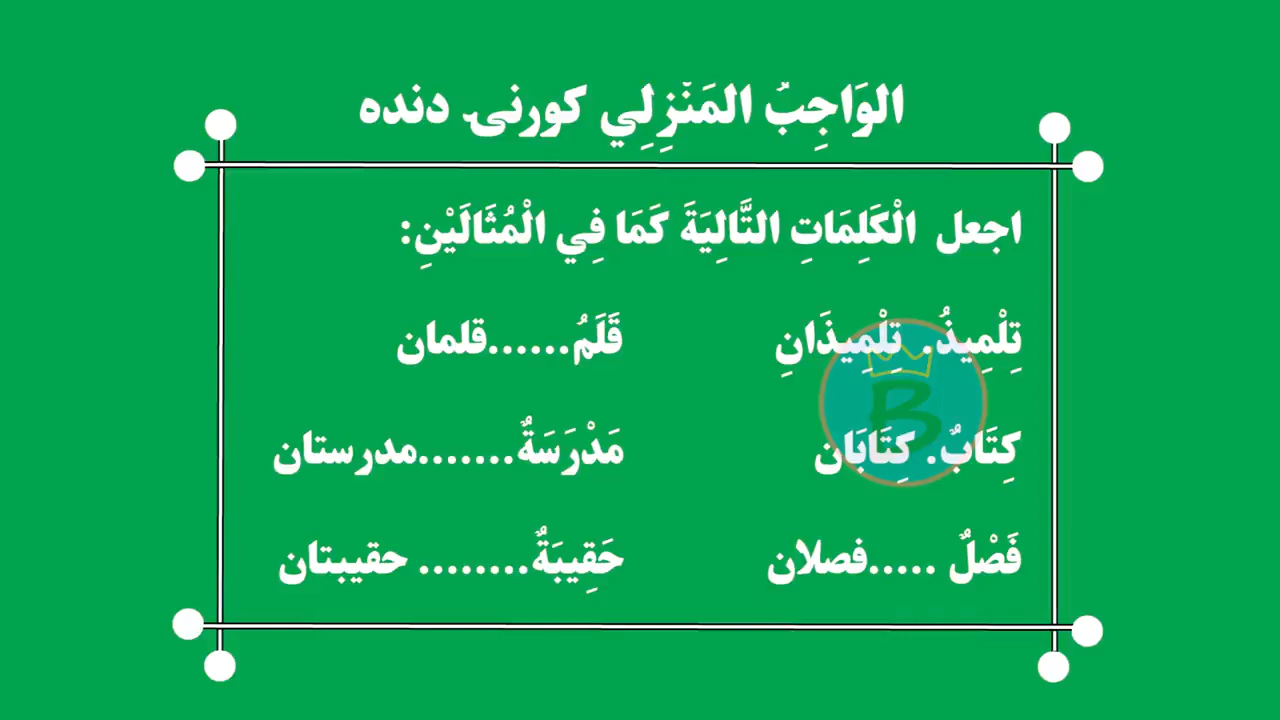 الوَاجِبُ المَنْزِلِي كورنۍ دنده
اجعل الْكَلِمَاتِ التَّالِيَةَ كَمَا فِي الْمُثَالَيْنِ:
تِلْمِيذُ. تِلْمِيذَانِ قَلَمُ......قلمان
كِتَابٌ. كِتَابَان مَدْرَسَةٌ.......مدرستان
فَصْلٌ .....فصلان حَقِيبَةٌ........ حقيبتان
B